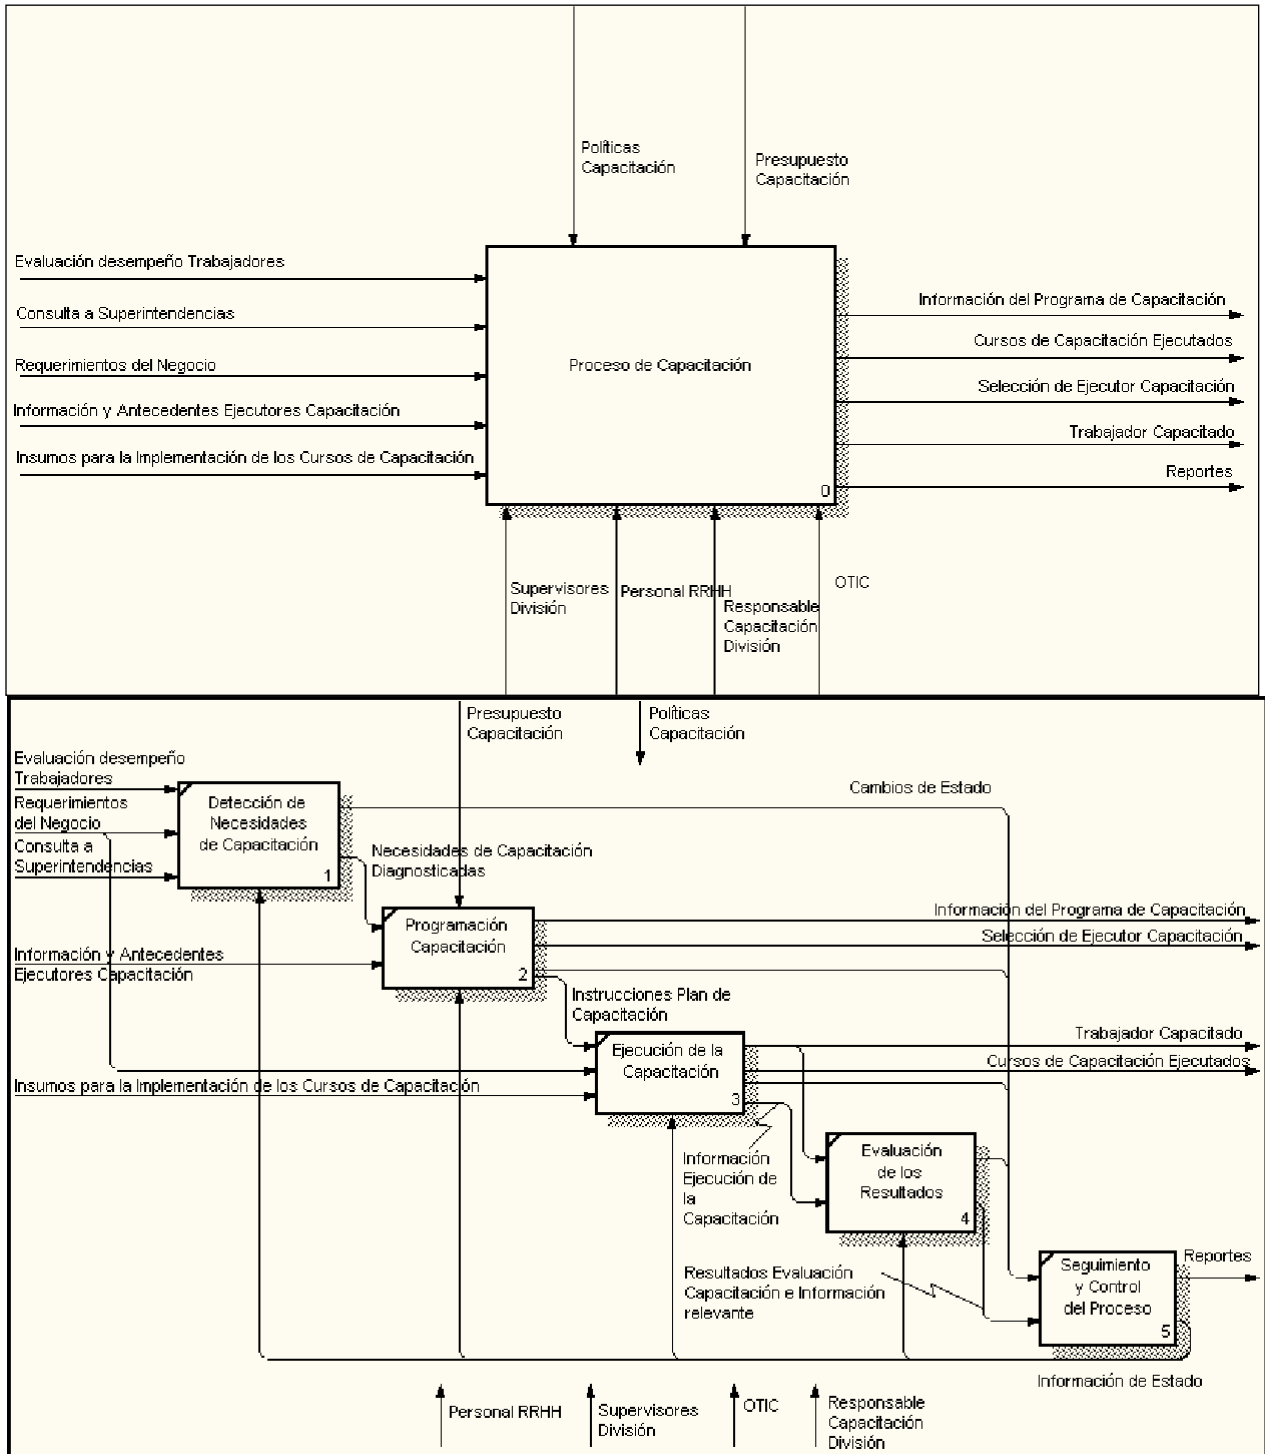 Políticas
Capacitación
Presupuesto
Capacitación
Evaluación desempeño Trabajadores
Consulta a Superintendencias
Requerimientos del Negocio
Información y Antecedentes Ejecutores Capacitación
Insumos para la Implementación de los Cursos de Capacitación
Proceso de Capacitación
0
Información del Programa de Capacitación
Cursos de Capacitación Ejecutados
Selección de Ejecutor Capacitación
Trabajador Capacitado
Reportes
Supervisores
División
Personal RRHH
Responsable
Capacitación
División
OTIC
Presupuesto
Capacitación
Políticas
Capacitación
Evaluación desempeño
Trabajadores
Requerimientos
del Negocio
Consulta a
Superintendencias
Detección de
Necesidades
de Capacitación
1
Cambios de Estado
Necesidades de Capacitación
Diagnosticadas
Programación
Capacitación
2
Información del Programa de Capacitación
Selección de Ejecutor Capacitación
Información y Antecedentes
Ejecutores Capacitación
Instrucciones Plan de
Capacitación
Ejecución de la
Capacitación
3
Trabajador Capacitado
Cursos de Capacitación Ejecutados
Insumos para la Implementación de los Cursos de Capacitación
Información
Ejecución de
la
Capacitación
Evaluación
de los
Resultados
4
Resultados Evaluación
Capacitación e Información
relevante
Seguimiento
y Control
del Proceso
5
Reportes
Información de Estado
Personal RRHH
Supervisores
División
OTIC
Responsable
Capacitación
División